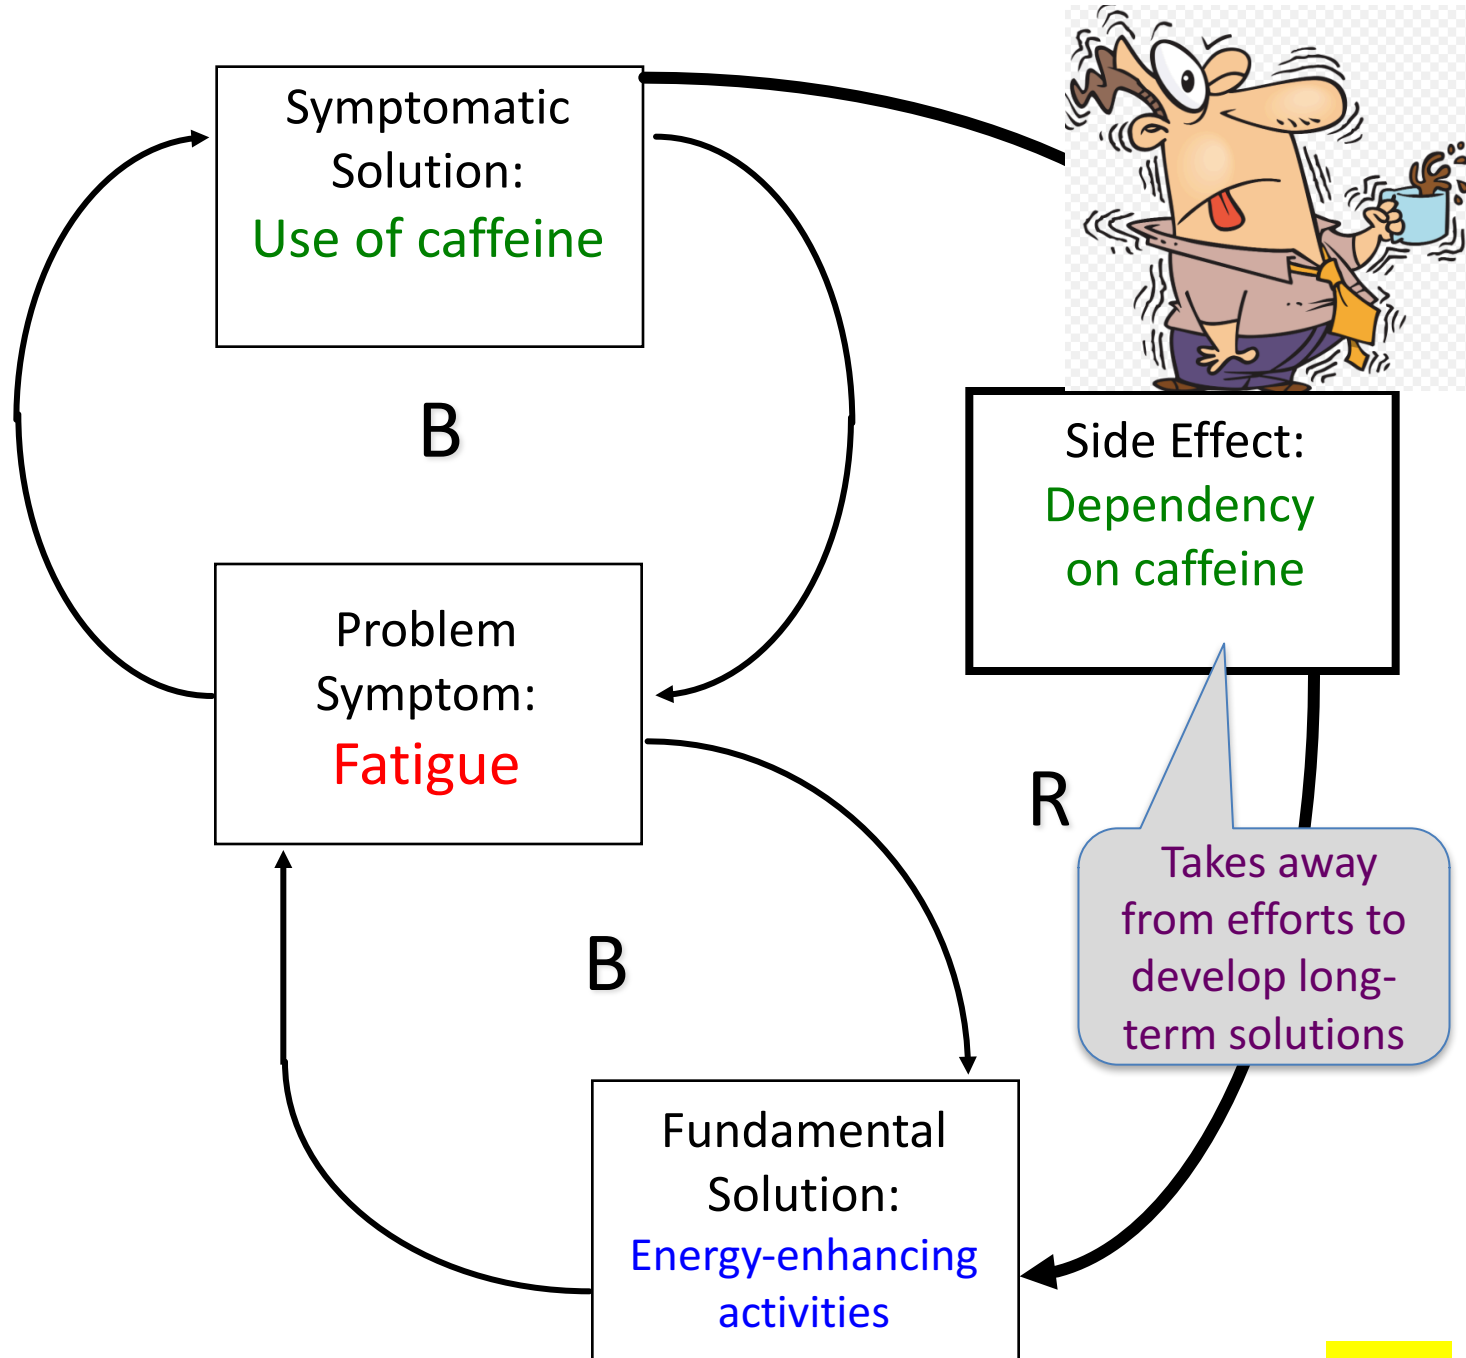 Symptomatic
Solution:
Use of caffeine
B
Side Effect:
Dependency
on caffeine
Problem
Symptom:
Fatigue
R
Takes away
from efforts to
develop long-
term solutions
B
Fundamental
Solution:
Energy-enhancing
activities